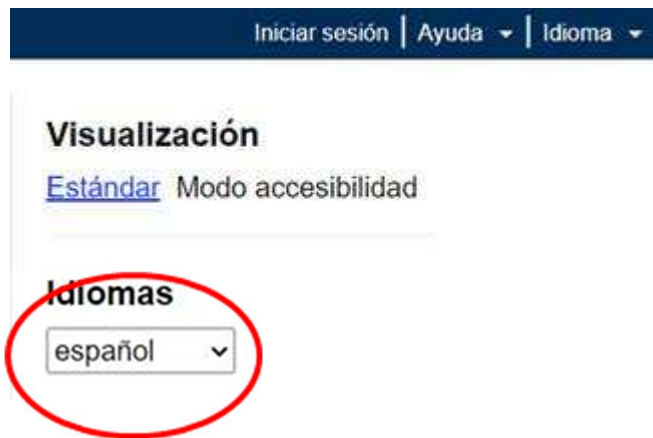 Iniciar sesión | Ayuda | Idioma
Visualización
Estándar Modo accesibilidad
Idiomas
español